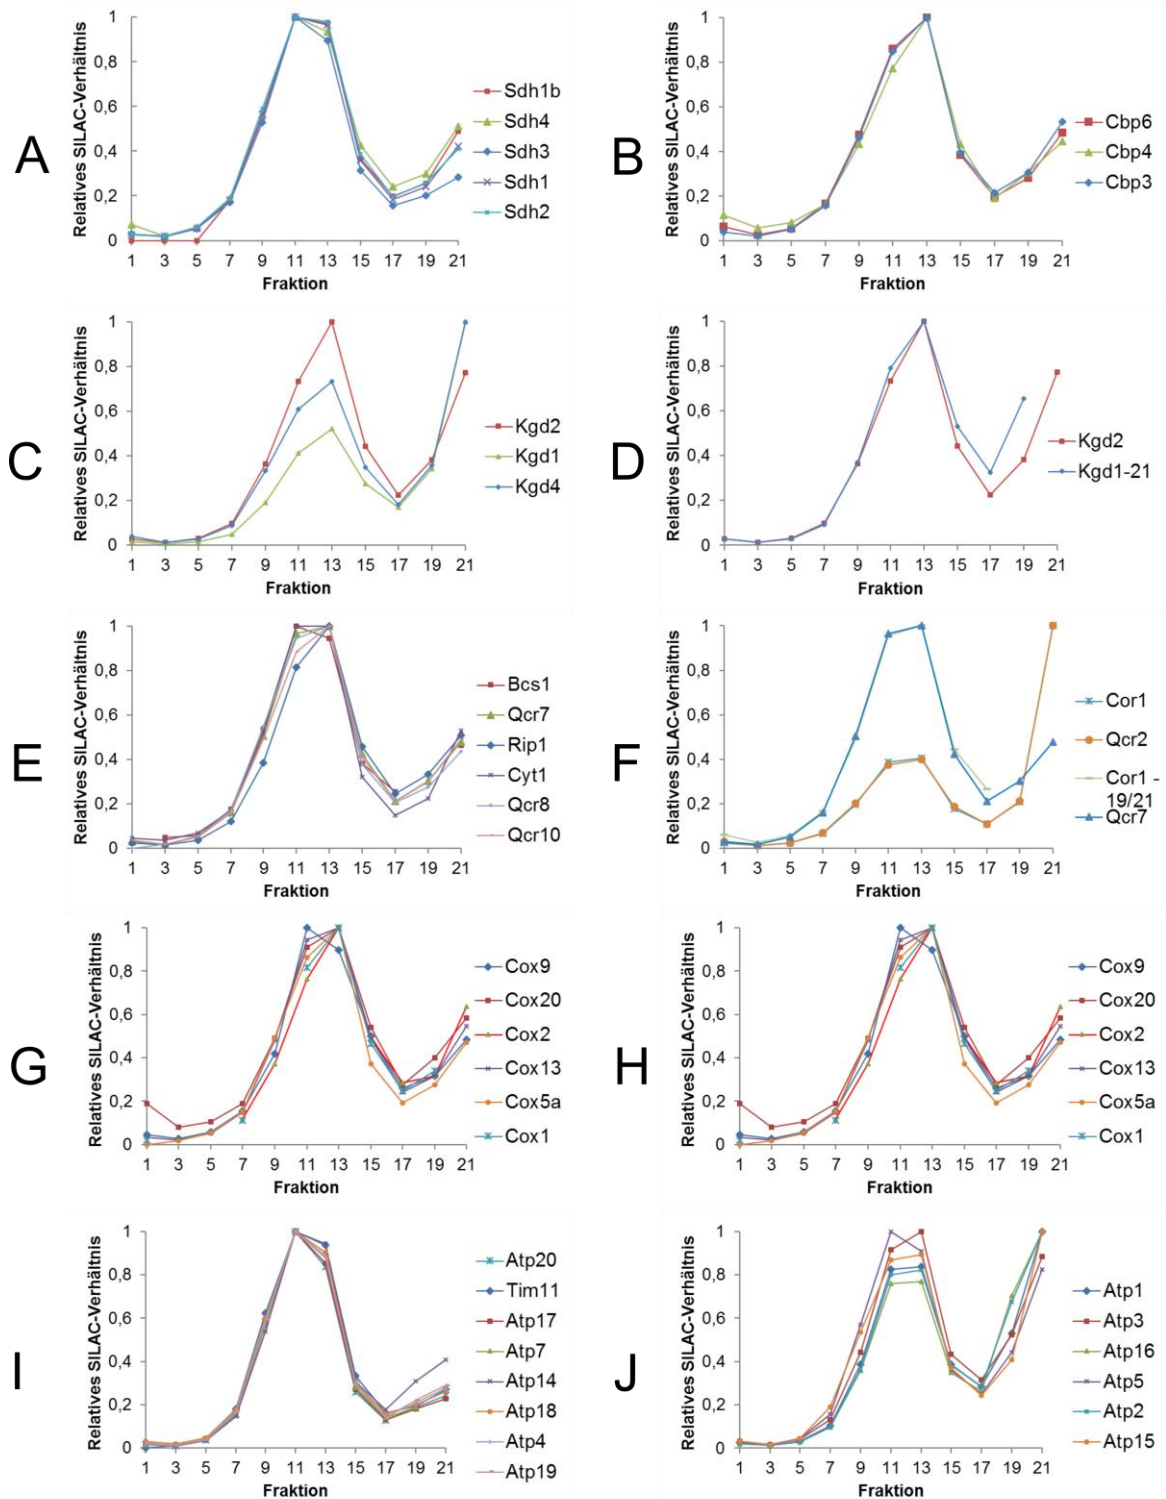 A
Relatives SILAC-Verhältnis
1
0,8
0,6
0,4
0,2
0
1 3 5 7 9 11 13 15 17 19 21
Fraktion
Sdh1b
Sdh4
Sdh3
Sdh1
Sdh2
B
Relatives SILAC-Verhältnis
1
0,8
0,6
0,4
0,2
0
1 3 5 7 9 11 13 15 17 19 21
Fraktion
Cbp6
Cbp4
Cbp3
C
Relatives SILAC-Verhältnis
1
0,8
0,6
0,4
0,2
0
1 3 5 7 9 11 13 15 17 19 21
Fraktion
Kgd2
Kgd1
Kgd4
D
Relatives SILAC-Verhältnis
1
0,8
0,6
0,4
0,2
0
1 3 5 7 9 11 13 15 17 19 21
Fraktion
Kgd2
Kgd1-21
E
Relatives SILAC-Verhältnis
1
0,8
0,6
0,4
0,2
0
1 3 5 7 9 11 13 15 17 19 21
Fraktion
Bcs1
Qcr7
Rip1
Cyt1
Qcr8
Qcr10
F
Relatives SILAC-Verhältnis
1
0,8
0,6
0,4
0,2
0
1 3 5 7 9 11 13 15 17 19 21
Fraktion
Cor1
Qcr2
Cor1 -
19/21
Qcr7
G
Relatives SILAC-Verhältnis
1
0,8
0,6
0,4
0,2
0
1 3 5 7 9 11 13 15 17 19 21
Fraktion
Cox9
Cox20
Cox2
Cox13
Cox5a
Cox1
H
Relatives SILAC-Verhältnis
1
0,8
0,6
0,4
0,2
0
1 3 5 7 9 11 13 15 17 19 21
Fraktion
Cox9
Cox20
Cox2
Cox13
Cox5a
Cox1
I
Relatives SILAC-Verhältnis
1
0,8
0,6
0,4
0,2
0
1 3 5 7 9 11 13 15 17 19 21
Fraktion
Atp20
Tim11
Atp17
Atp7
Atp14
Atp18
Atp4
Atp19
J
Relatives SILAC-Verhältnis
1
0,8
0,6
0,4
0,2
0
1 3 5 7 9 11 13 15 17 19 21
Fraktion
Atp1
Atp3
Atp16
Atp5
Atp2
Atp15